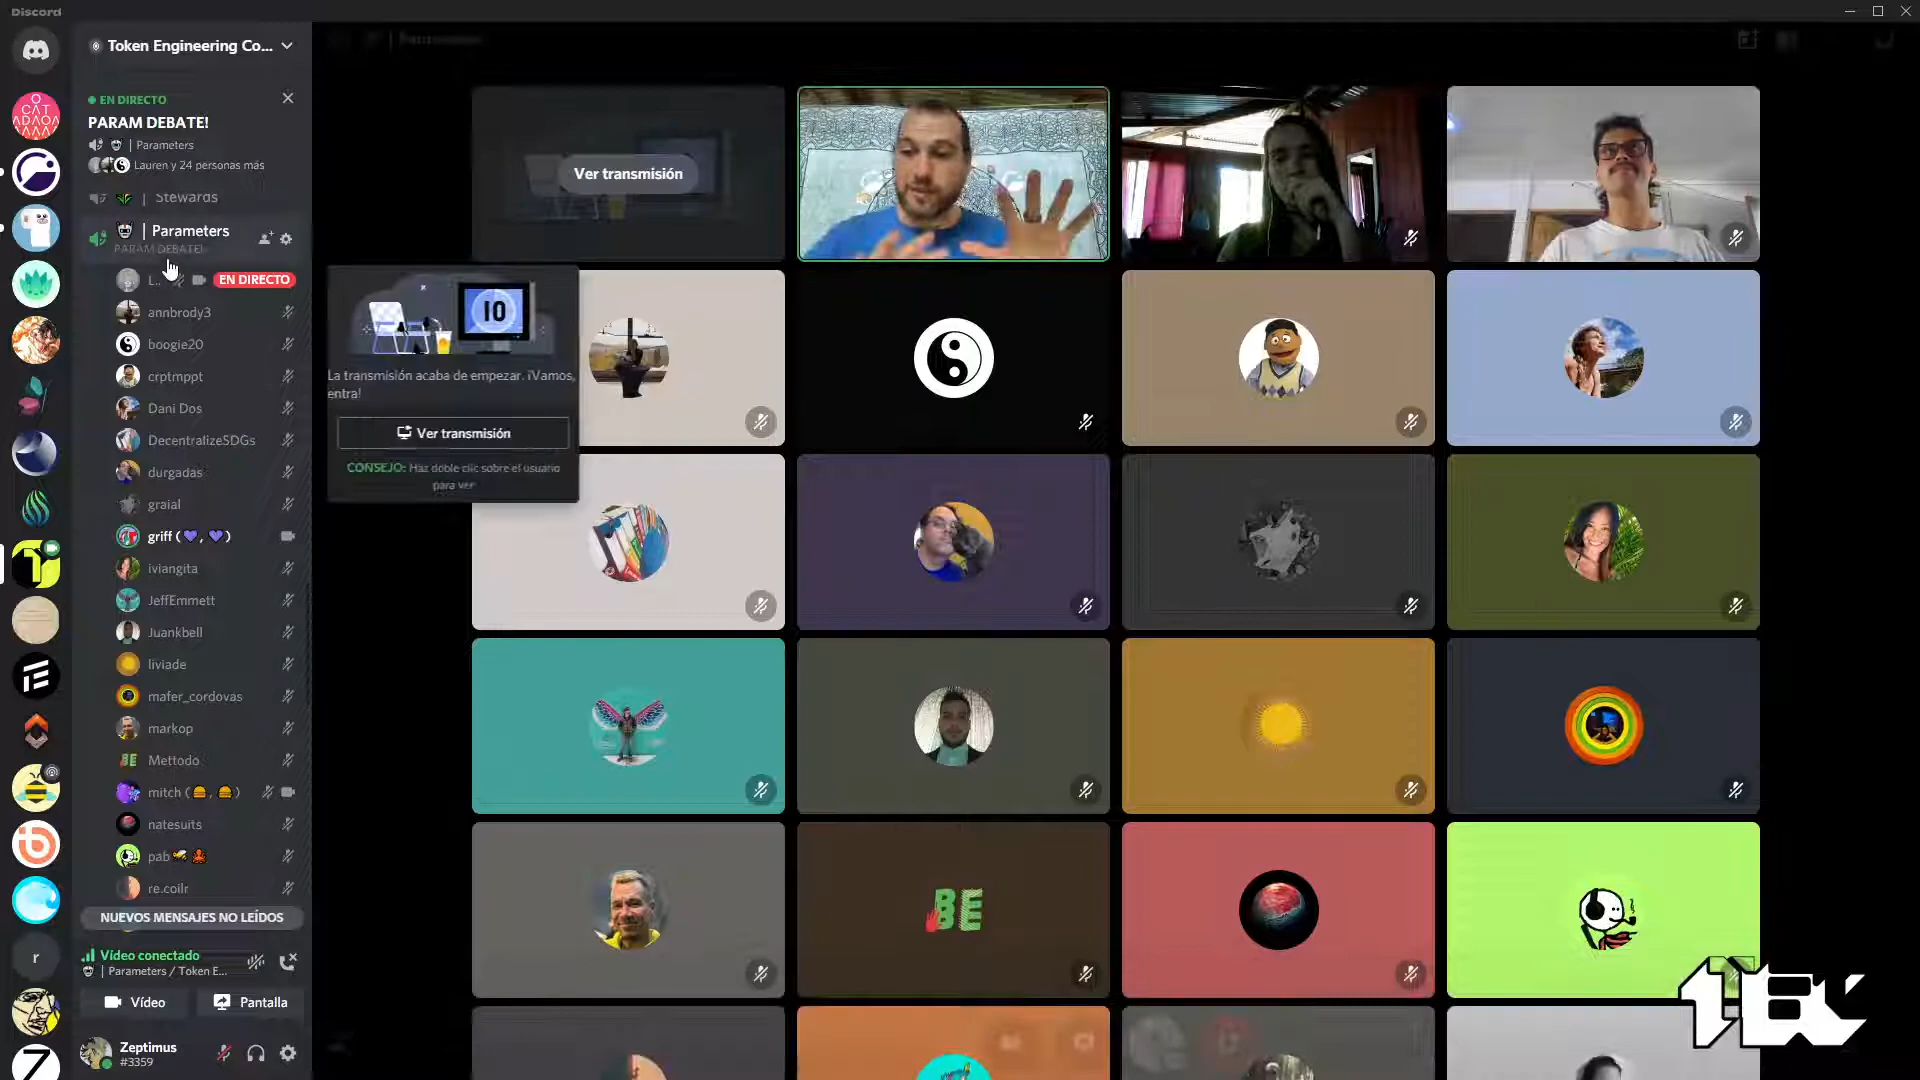 Discord
Token Engineering Co...
EN DIRECTO
PARAM DEBATE!
| Parameters
Lauren y 24 personas más
| Stewards
| Parameters
PARAM DEBATE!
L... EN DIRECTO
annbrody3
boogie20
crptmppt
Dani Dos
DecentralizeSDGs
durgadas
graial
griff (💜, 💜)
iviangita
JeffEmmett
Juankbell
liviade
mafer_cordovas
markop
BE Mettodo
mitch (🍔, 🍔)
natesuits
pab🐝🐙
re.coilr
NUEVOS MENSAJES NO LEÍDOS
Vídeo conectado
| Parameters / Token E...
Vídeo
Pantalla
Zeptimus
#3359
r
Ver transmisión
10
La transmisión acaba de empezar. ¡Vamos,
entra!
Ver transmisión
CONSEJO: Haz doble clic sobre el usuario
para ver
BE